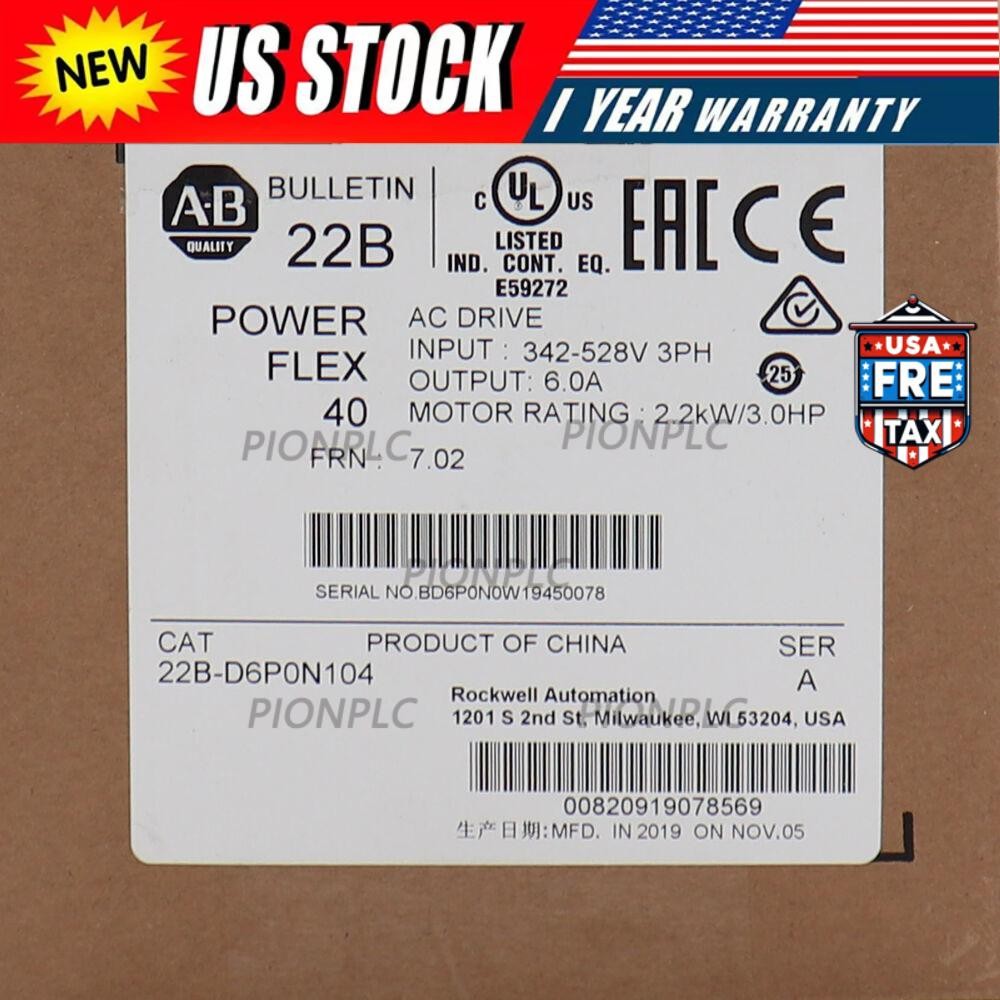 NEW
US STOCK
1 YEAR WARRANTY
A-B
QUALITY
BULLETIN
22B
C UL US
LISTED
IND. CONT. EQ.
E59272
EAC CE
POWER
FLEX
40
AC DRIVE
INPUT : 342-528V 3PH
OUTPUT: 6.0A
MOTOR RATING : 2.2kW/3.0HP
FRN : 7.02
25
USA
FRE
TAX
PIONPLC
PIONPLC
PIONPLC
SERIAL NO.BD6P0N0W19450078
CAT
22B-D6P0N104
PRODUCT OF CHINA
SER
A
Rockwell Automation
1201 S 2nd St, Milwaukee, WI 53204, USA
PIONPLC
PIONPLC
00820919078569
生产日期:MFD. IN 2019 ON NOV.05